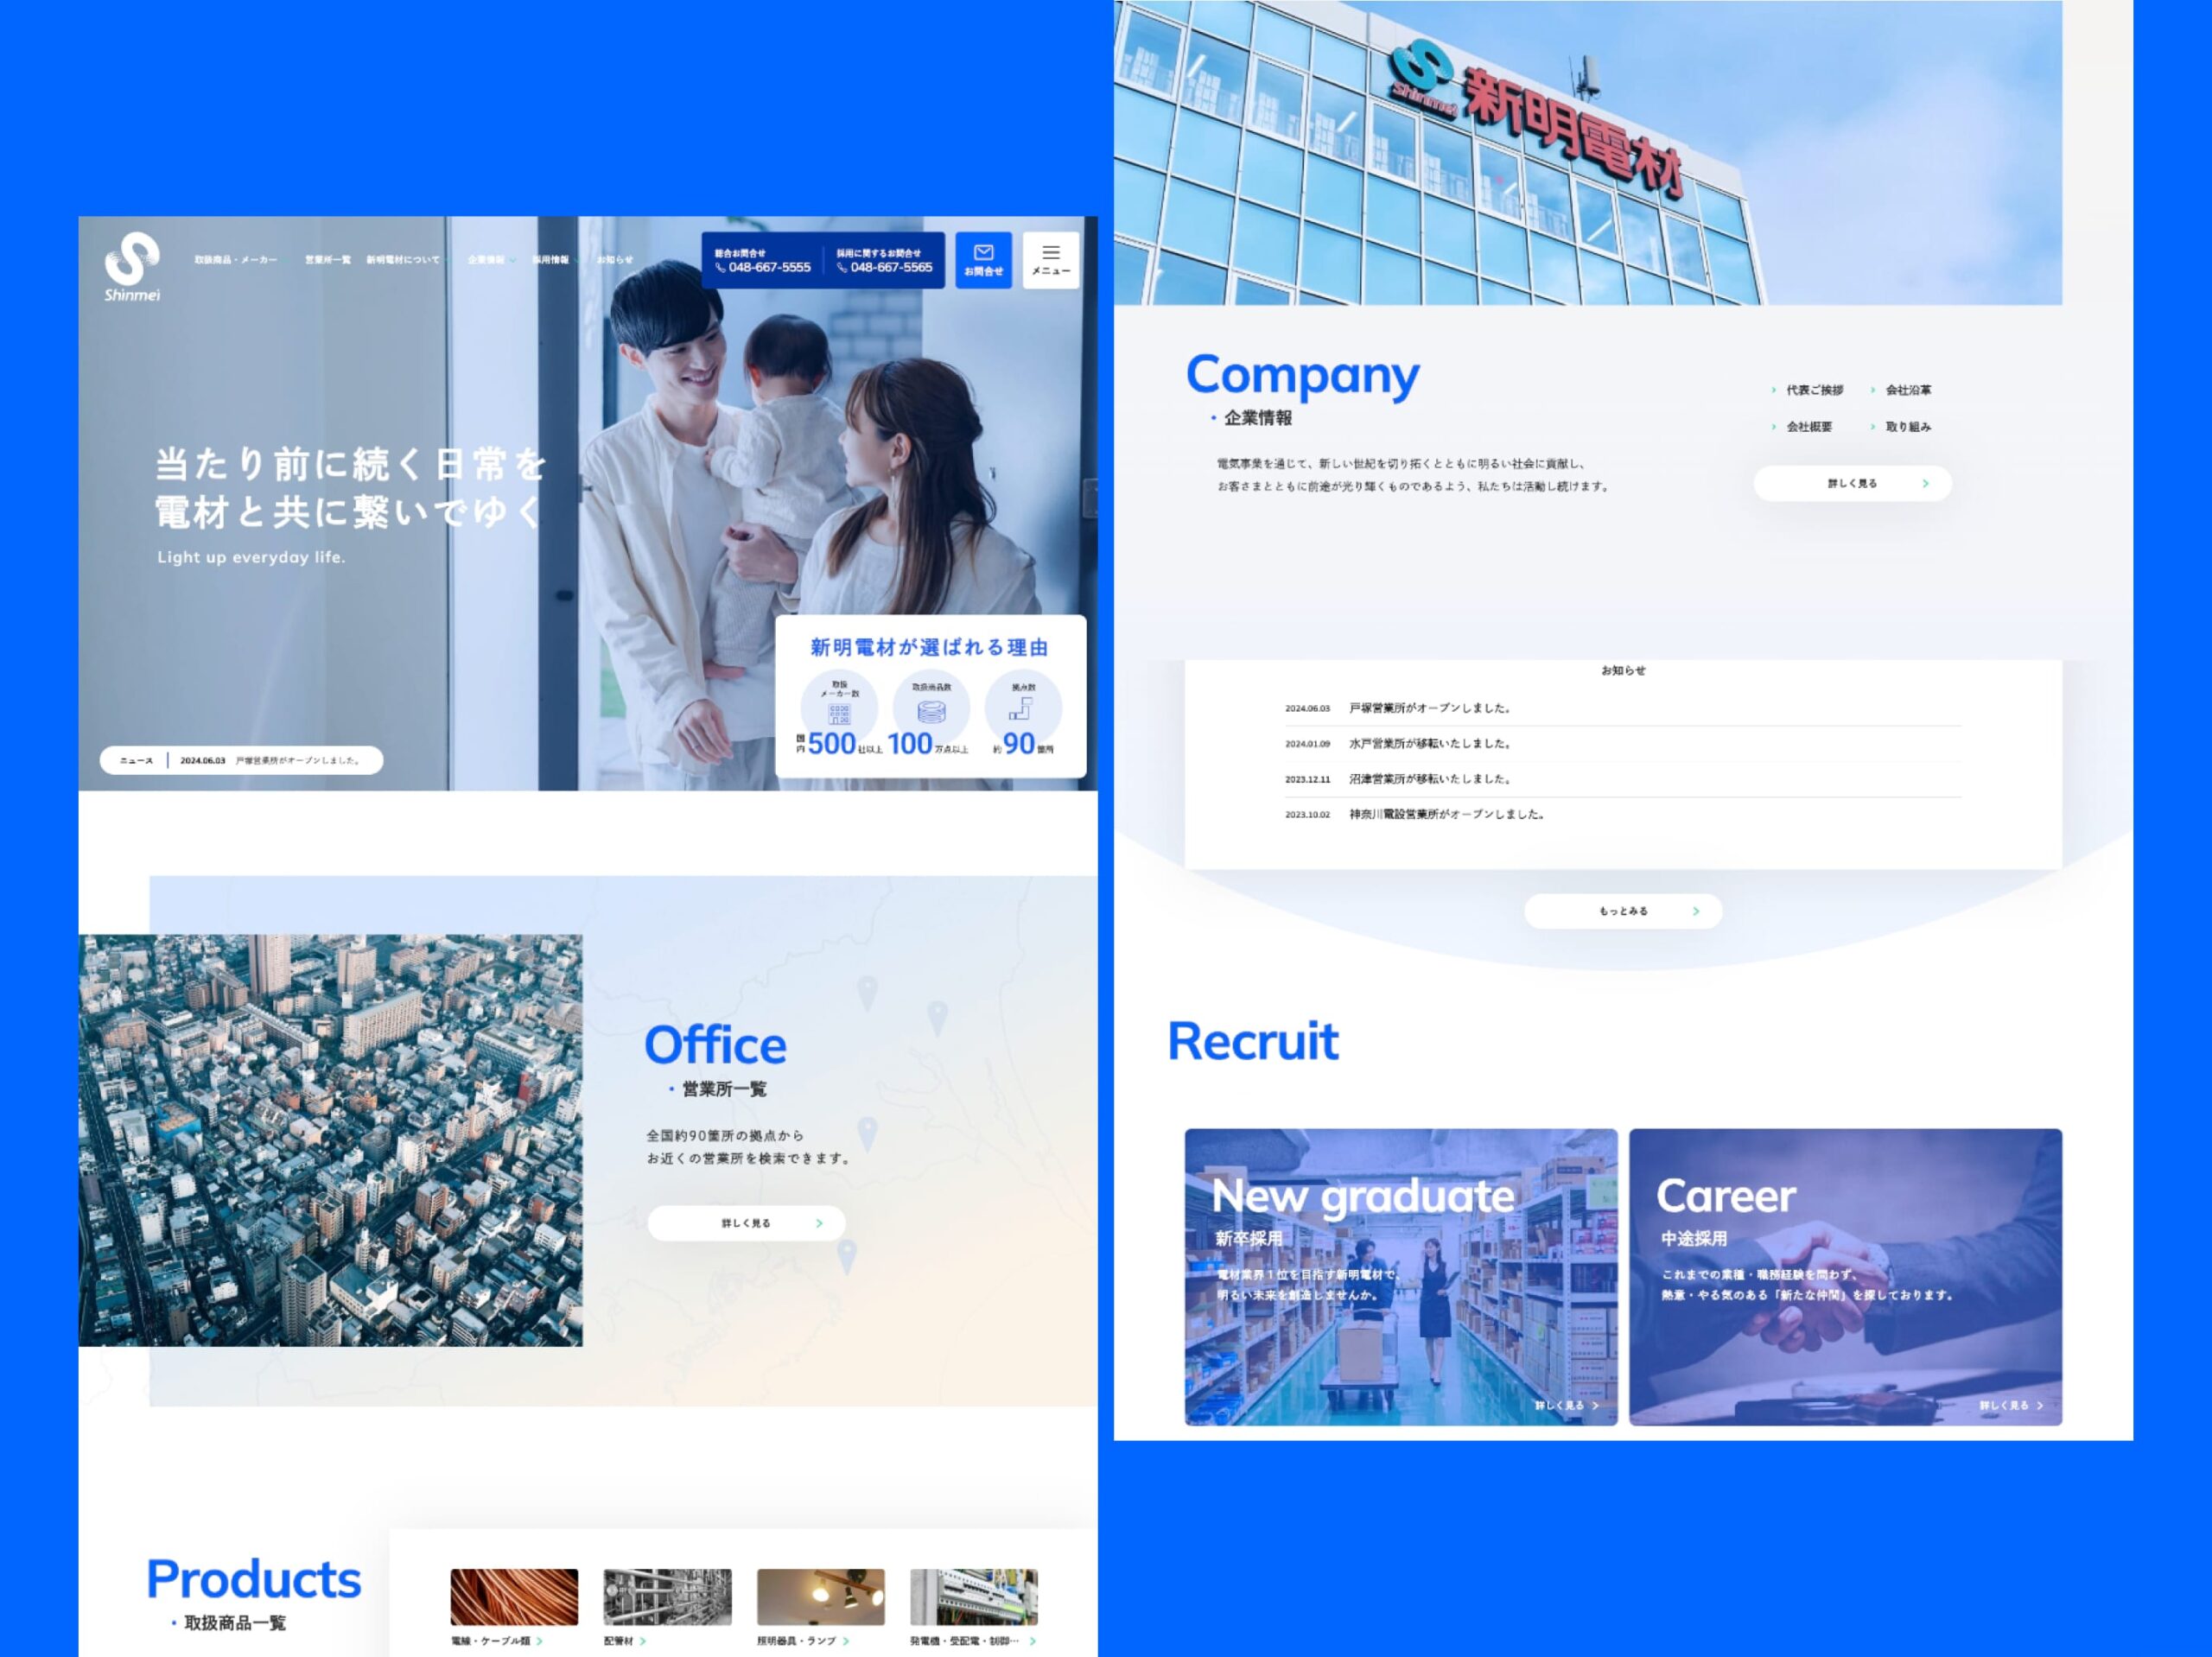 Shinmei
取扱商品・メーカー
営業所一覧
新明電材について
企業情報
採用情報
お知らせ
総合お問合せ
048-667-5555
採用に関するお問合せ
048-667-5565
お問合せ
メニュー
当たり前に続く日常を
電材と共に繋いでゆく
Light up everyday life.
新明電材が選ばれる理由
取扱
メーカー数
国内500社以上
取扱商品数
100万点以上
拠点数
約90箇所
ニュース
2024.06.03 戸塚営業所がオープンしました。
Office
・営業所一覧
全国約90箇所の拠点から
お近くの営業所を検索できます。
詳しく見る
Products
・取扱商品一覧
電線・ケーブル類
配管材
照明器具・ランプ
発電機・受配電・制御…
Shinmei 新明電材
Company
・企業情報
電気事業を通じて、新しい世紀を切り拓くとともに明るい社会に貢献し、
お客さまとともに前途が光り輝くものであるよう、私たちは活動し続けます。
代表ご挨拶
会社沿革
会社概要
取り組み
詳しく見る
お知らせ
2024.06.03 戸塚営業所がオープンしました。
2024.01.09 水戸営業所が移転いたしました。
2023.12.11 沼津営業所が移転いたしました。
2023.10.02 神奈川電設営業所がオープンしました。
もっとみる
Recruit
New graduate
新卒採用
電材業界1位を目指す新明電材で、
明るい未来を創造しませんか。
詳しく見る
Career
中途採用
これまでの業種・職務経験を問わず、
熱意・やる気のある「新たな仲間」を探しております。
詳しく見る